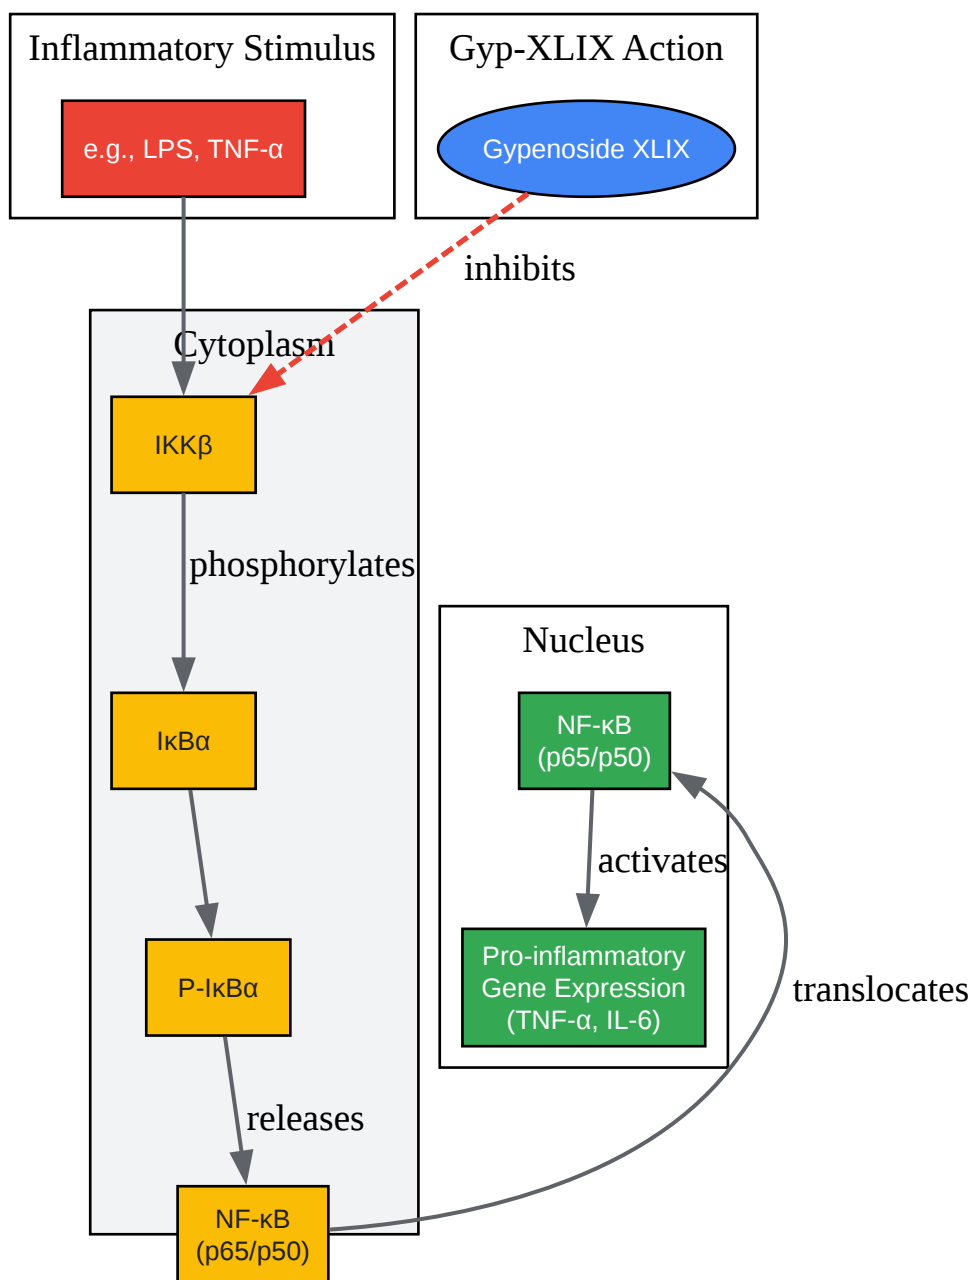 Inflammatory Stimulus
e.g., LPS, TNF-α
Gyp-XLIX Action
Gypenoside XLIX
inhibits
Cytoplasm
IKKβ
phosphorylates
IκBα
P-IκBα
releases
NF-κB
(p65/p50)
translocates
Nucleus
NF-κB
(p65/p50)
activates
Pro-inflammatory
Gene Expression
(TNF-α, IL-6)